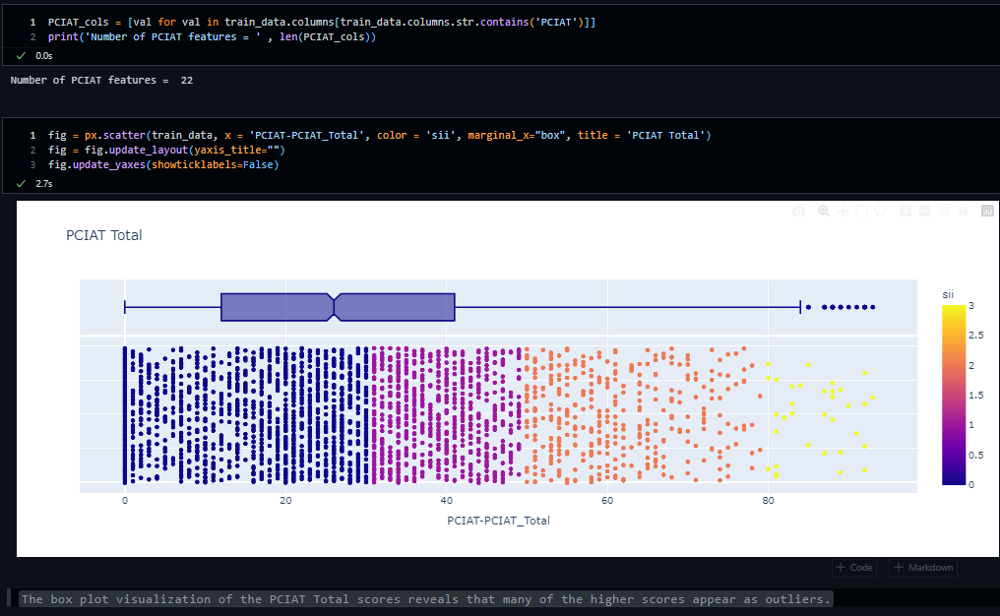 1 PCIAT_cols = [val for val in train_data.columns[train_data.columns.str.contains('PCIAT')]]
2 print('Number of PCIAT features = ' , len(PCIAT_cols))
✓ 0.0s
Number of PCIAT features =  22
1 fig = px.scatter(train_data, x = 'PCIAT-PCIAT_Total', color = 'sii', marginal_x="box", title = 'PCIAT Total')
2 fig = fig.update_layout(yaxis_title="")
3 fig.update_yaxes(showticklabels=False)
✓ 2.7s
PCIAT Total
sii
3
2.5
2
1.5
1
0.5
0
0 20 40 60 80
PCIAT-PCIAT_Total
+ Code + Markdown
The box plot visualization of the PCIAT Total scores reveals that many of the higher scores appear as outliers.